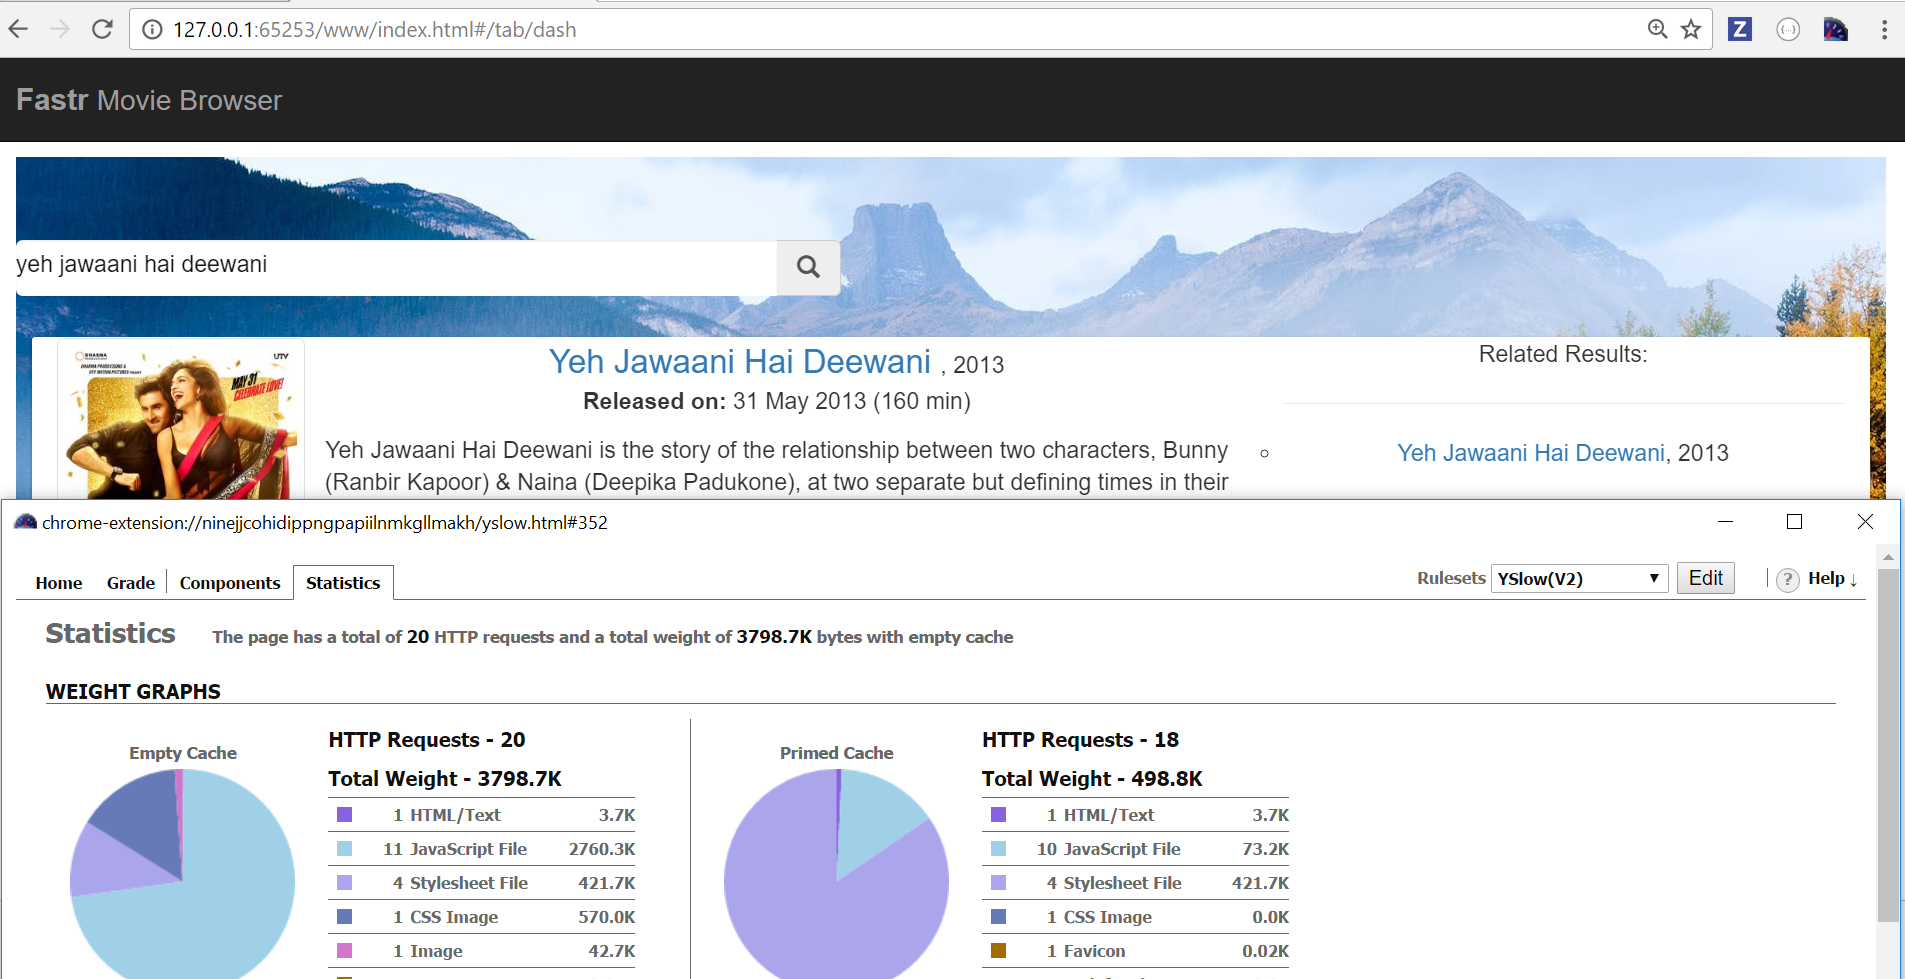 127.0.0.1:65253/www/index.html#/tab/dash
Z
Fastr Movie Browser
yeh jawaani hai deewani
DHARMA
UTV
MAY 31
CELEBRATE LOVE!
Yeh Jawaani Hai Deewani , 2013
Released on: 31 May 2013 (160 min)
Yeh Jawaani Hai Deewani is the story of the relationship between two characters, Bunny
(Ranbir Kapoor) & Naina (Deepika Padukone), at two separate but defining times in their
Related Results:
Yeh Jawaani Hai Deewani, 2013
chrome-extension://ninejjcohidippngpapiilnmkgllmakh/yslow.html#352
Home Grade Components Statistics
Rulesets YSlow(V2) Edit ? Help ↓
Statistics The page has a total of 20 HTTP requests and a total weight of 3798.7K bytes with empty cache
WEIGHT GRAPHS
Empty Cache
HTTP Requests - 20
Total Weight - 3798.7K
1 HTML/Text 3.7K
11 JavaScript File 2760.3K
4 Stylesheet File 421.7K
1 CSS Image 570.0K
1 Image 42.7K
Primed Cache
HTTP Requests - 18
Total Weight - 498.8K
1 HTML/Text 3.7K
10 JavaScript File 73.2K
4 Stylesheet File 421.7K
1 CSS Image 0.0K
1 Favicon 0.02K